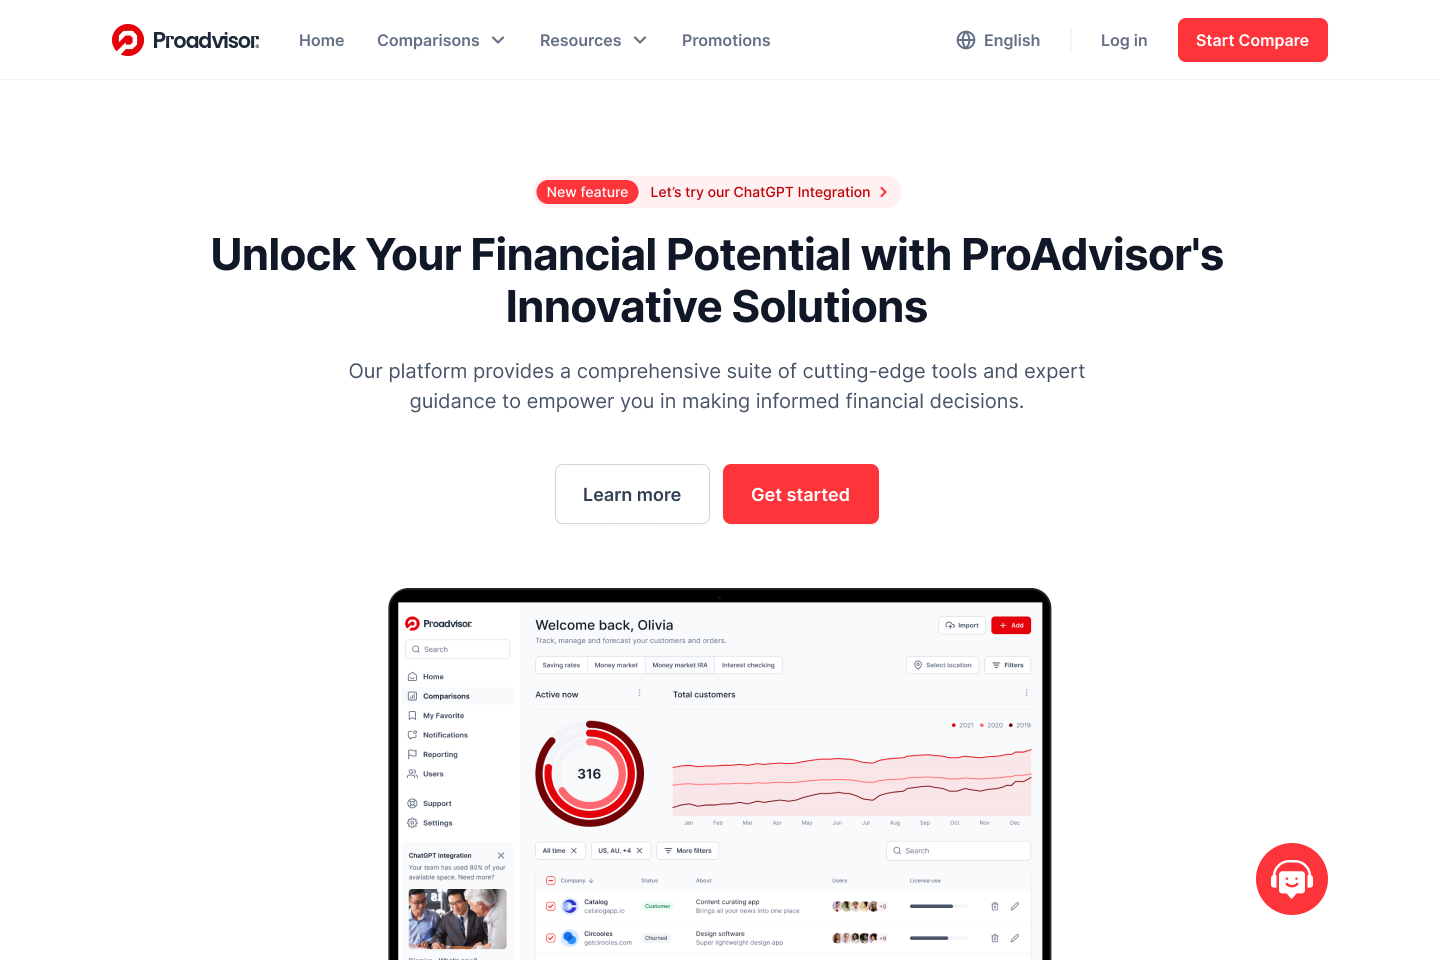 Proadvisor
Home
Comparisons
Resources
Promotions
English
Log in
Start Compare
New feature
Let's try our ChatGPT Integration
Unlock Your Financial Potential with ProAdvisor's
Innovative Solutions
Our platform provides a comprehensive suite of cutting-edge tools and expert
guidance to empower you in making informed financial decisions.
Learn more
Get started
Proadvisor
Search
Home
Comparisons
My Favorite
Notifications
Reporting
Users
Support
Settings
ChatGPT Integration
Your team has used 80% of your
available space. Need more?
Welcome back, Olivia
Track, manage and forecast your customers and orders.
Import
Add
Saving rates
Money market
Money market IRA
Interest checking
Select location
Filters
Active now
316
Total customers
2021
2020
2019
Jan
Feb
Mar
Apr
May
Jun
Jul
Aug
Sep
Oct
Nov
Dec
All time
US, AU, +4
More filters
Search
Company
Status
About
Users
License use
Catalog
catalogapp.io
Customer
Content curating app
Brings all your news into one place
+5
Circooles
getcirooles.com
Churned
Design software
Super lightweight design app
+8